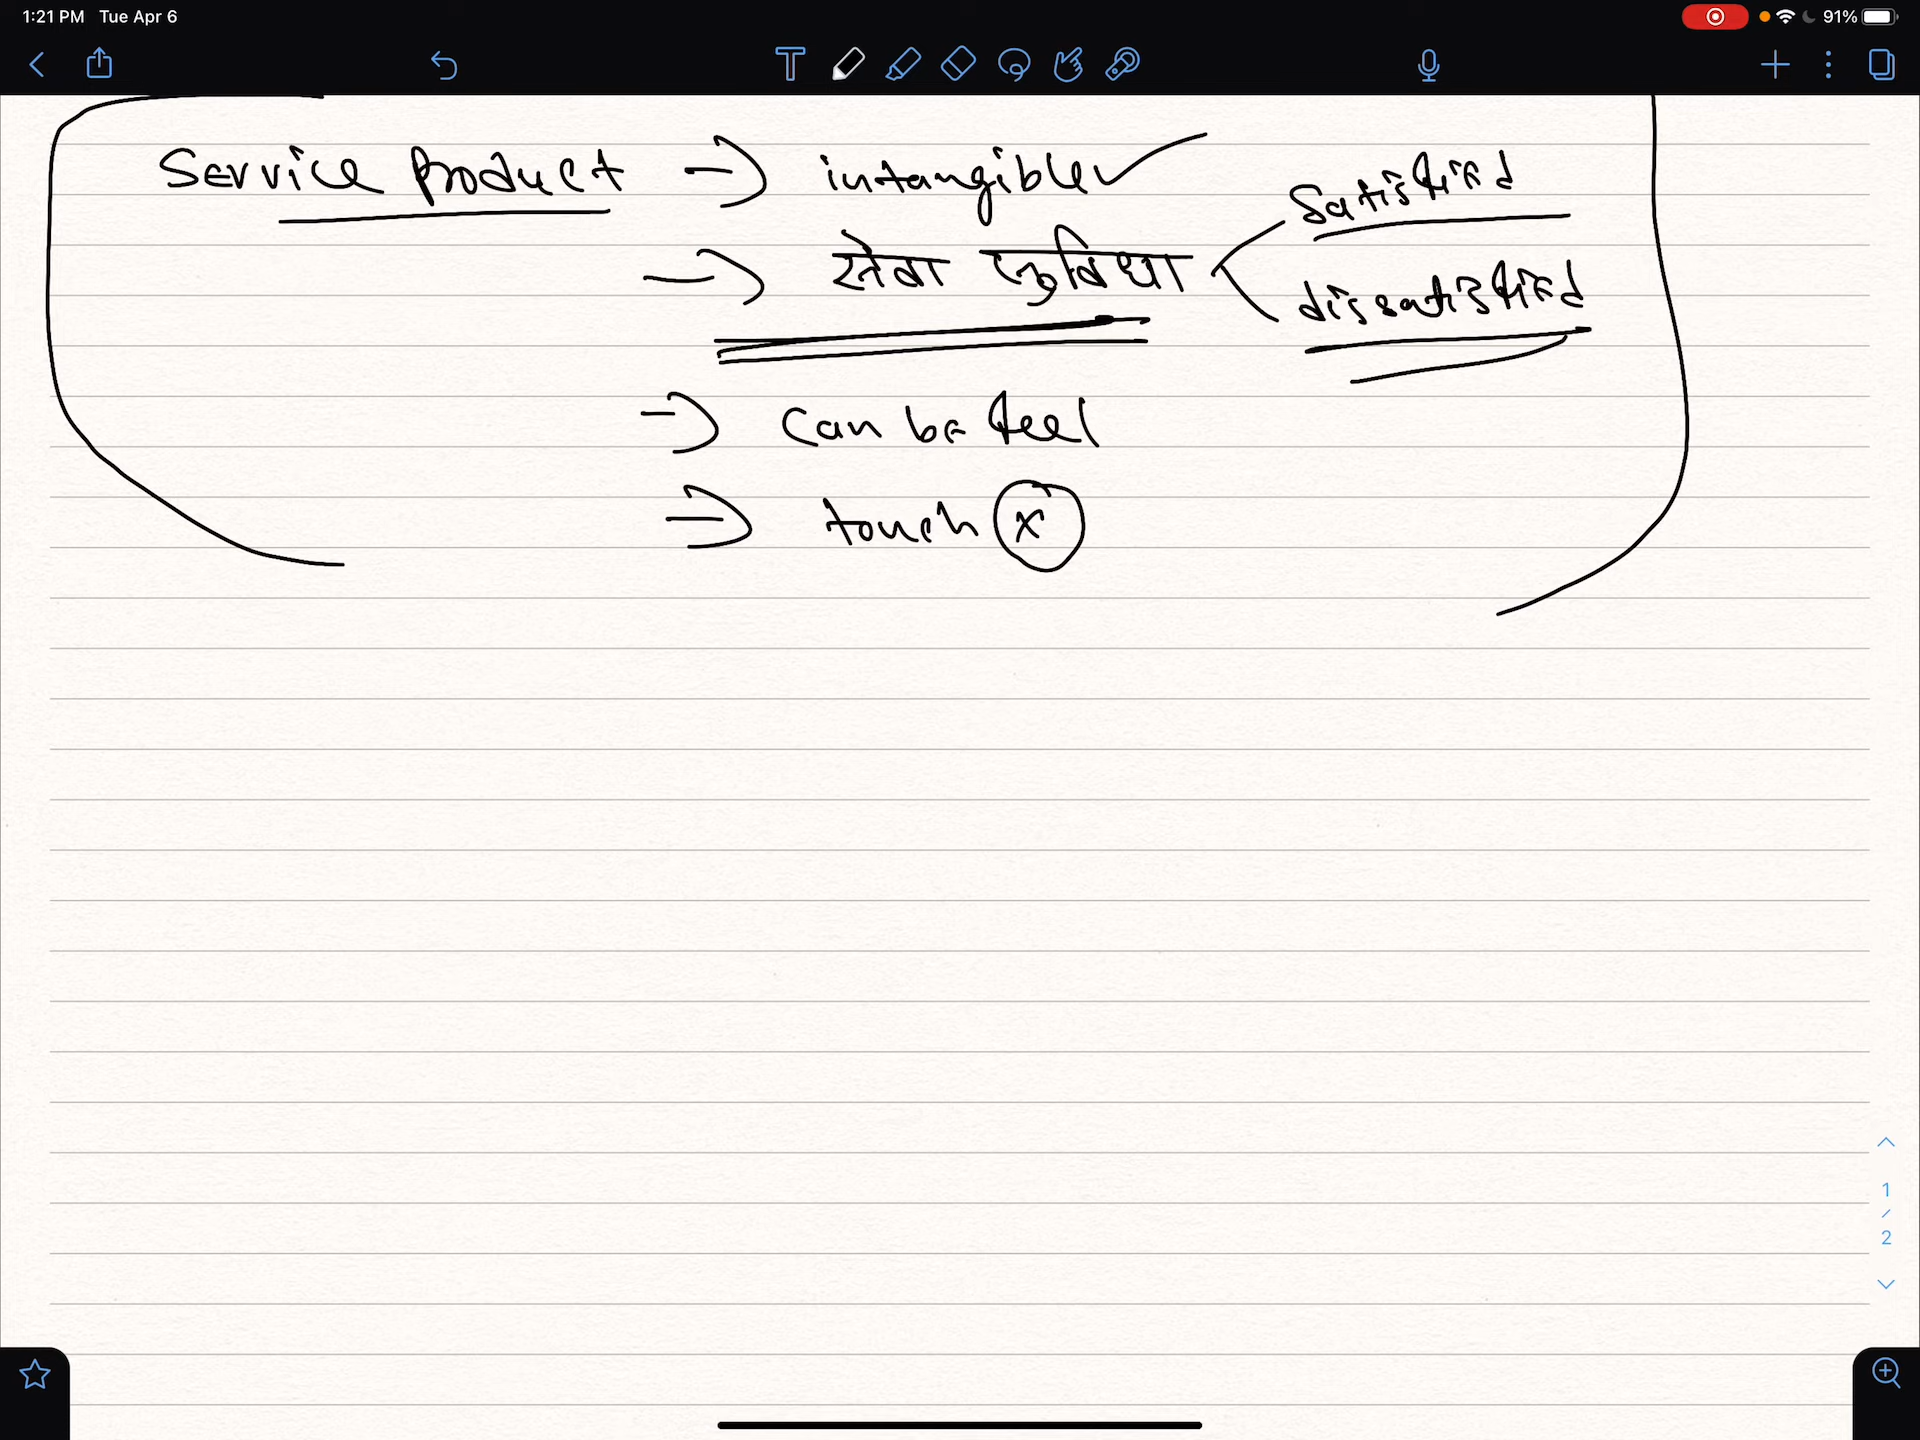 1:21 PM Tue Apr 6 91%
Service Product → intangible ✓
→ सेवा सुविधा < Satisfied
dissatisfied
→ Can be feel
→ touch (x)
1
/
2